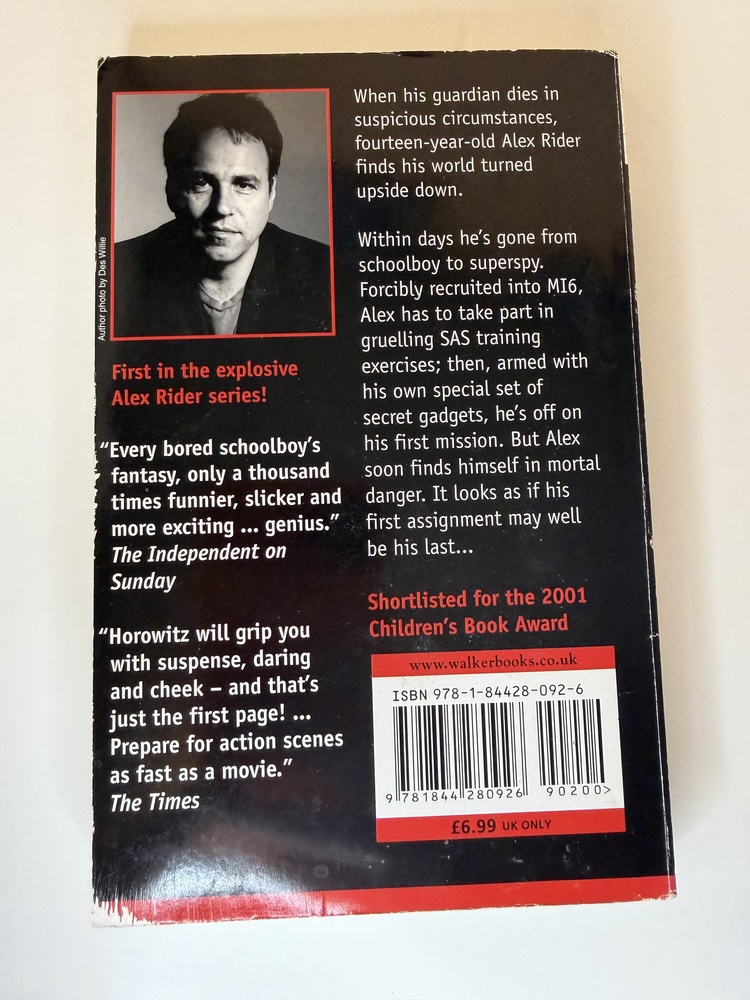 Author photo by Des Willie
First in the explosive
Alex Rider series!
“Every bored schoolboy’s
fantasy, only a thousand
times funnier, slicker and
more exciting ... genius.”
The Independent on
Sunday
“Horowitz will grip you
with suspense, daring
and cheek – and that’s
just the first page! ...
Prepare for action scenes
as fast as a movie.”
The Times
When his guardian dies in
suspicious circumstances,
fourteen-year-old Alex Rider
finds his world turned
upside down.
Within days he’s gone from
schoolboy to superspy.
Forcibly recruited into MI6,
Alex has to take part in
gruelling SAS training
exercises; then, armed with
his own special set of
secret gadgets, he’s off on
his first mission. But Alex
soon finds himself in mortal
danger. It looks as if his
first assignment may well
be his last...
Shortlisted for the 2001
Children’s Book Award
www.walkerbooks.co.uk
ISBN 978-1-84428-092-6
9 781844 280926 90200>
£6.99 UK ONLY